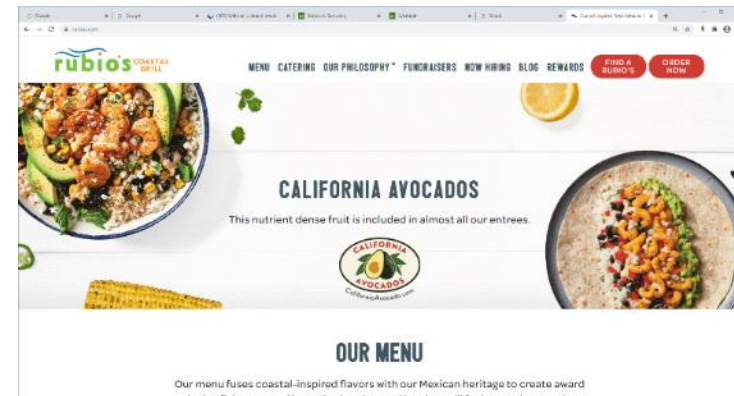 rubios.com
rubio's COASTAL GRILL
MENU CATERING OUR PHILOSOPHY FUNDRAISERS NOW HIRING BLOG REWARDS FIND A RUBIO'S ORDER NOW
CALIFORNIA AVOCADOS
This nutrient dense fruit is included in almost all our entrees.
CALIFORNIA
AVOCADOS
CaliforniaAvocado.com
OUR MENU
Our menu fuses coastal-inspired flavors with our Mexican heritage to create award